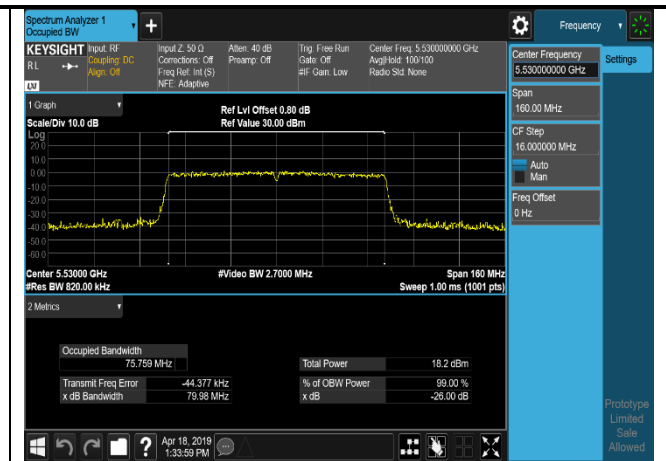 Spectrum Analyzer 1
Occupied BW
Frequency
KEYSIGHT
R L
LXI
Input: RF
Coupling: DC
Align: Off
Input Z: 50 Ω
Corrections: Off
Freq Ref: Int (S)
NFE: Adaptive
Atten: 40 dB
Preamp: Off
Trig: Free Run
Gate: Off
#IF Gain: Low
Center Freq: 5.530000000 GHz
Avg|Hold: 100/100
Radio Std: None
Center Frequency
5.530000000 GHz
Settings
Span
160.00 MHz
CF Step
16.000000 MHz
Auto
Man
Freq Offset
0 Hz
1 Graph
Scale/Div 10.0 dB
Ref Lvl Offset 0.80 dB
Ref Value 30.00 dBm
Log
20.0
10.0
0.00
-10.0
-20.0
-30.0
-40.0
-50.0
-60.0
Center 5.53000 GHz
#Video BW 2.7000 MHz
Span 160 MHz
#Res BW 820.00 kHz
Sweep 1.00 ms (1001 pts)
2 Metrics
Occupied Bandwidth
75.759 MHz
Total Power 18.2 dBm
Transmit Freq Error -44.377 kHz
% of OBW Power 99.00 %
x dB Bandwidth 79.98 MHz
x dB -26.00 dB
Prototype
Limited
Sale
Allowed
?
Apr 18, 2019
1:33:59 PM